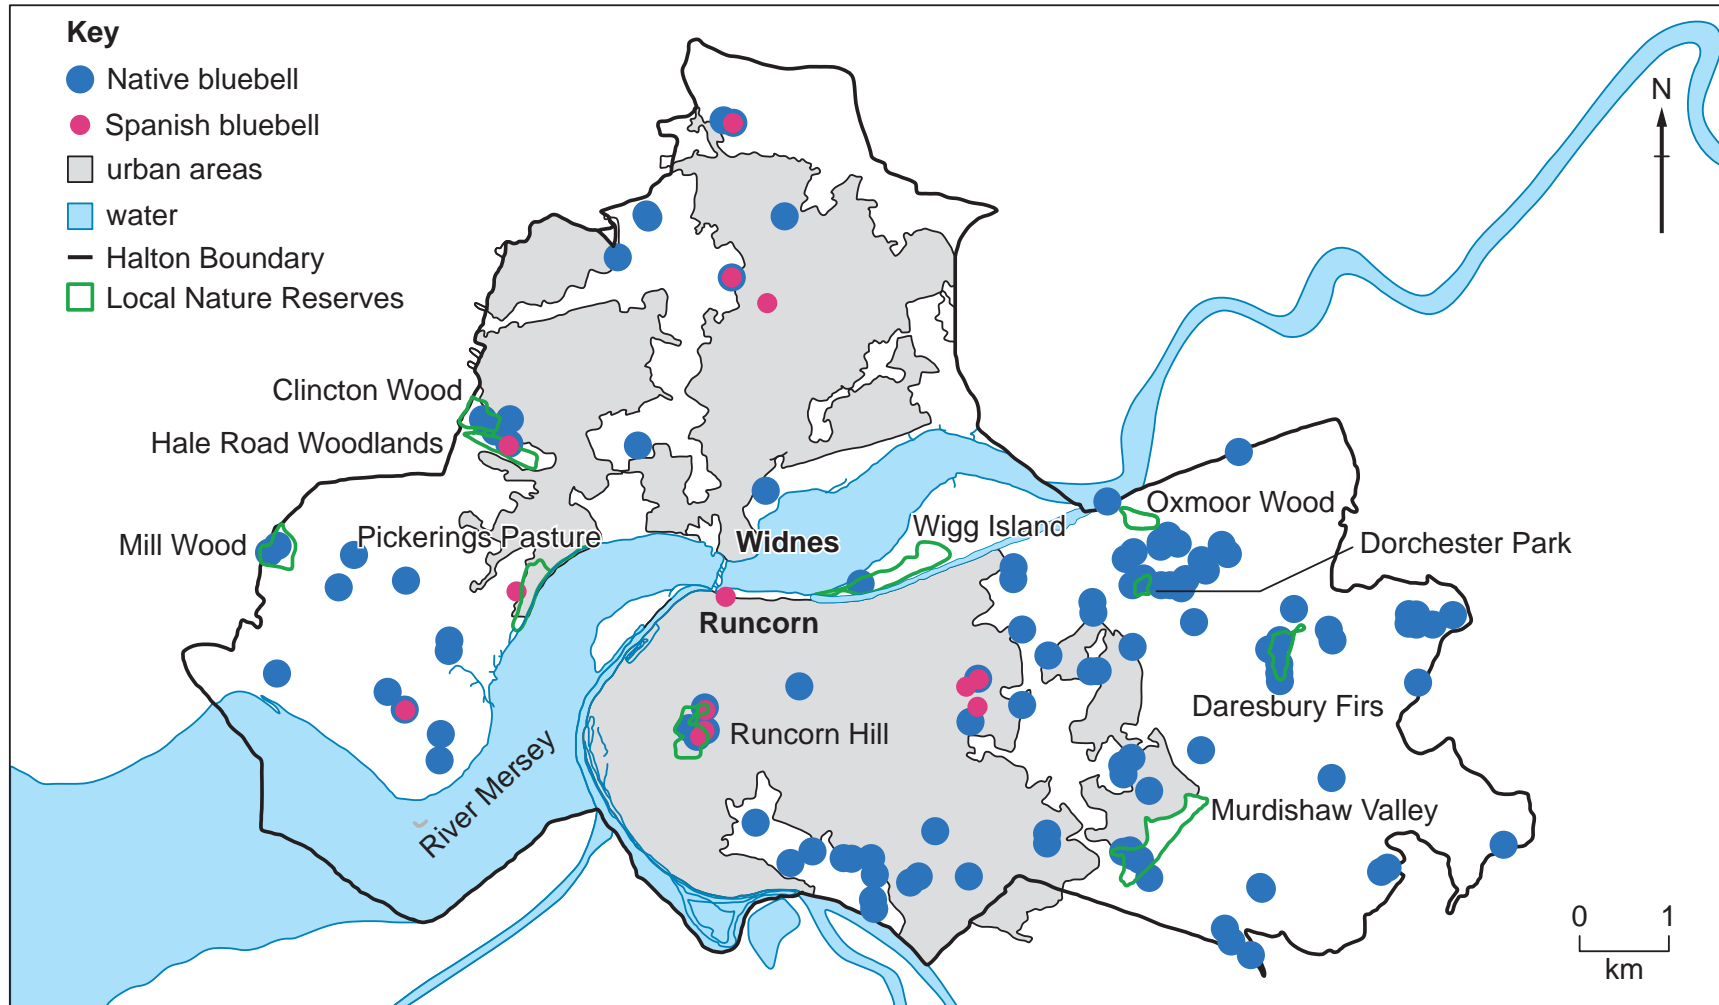 Key
Native bluebell
Spanish bluebell
urban areas
water
Halton Boundary
Local Nature Reserves
N
Clincton Wood
Hale Road Woodlands
Mill Wood
Pickerings Pasture
Widnes
Wigg Island
Oxmoor Wood
Dorchester Park
Runcorn
Daresbury Firs
Runcorn Hill
River Mersey
Murdishaw Valley
0 1
km